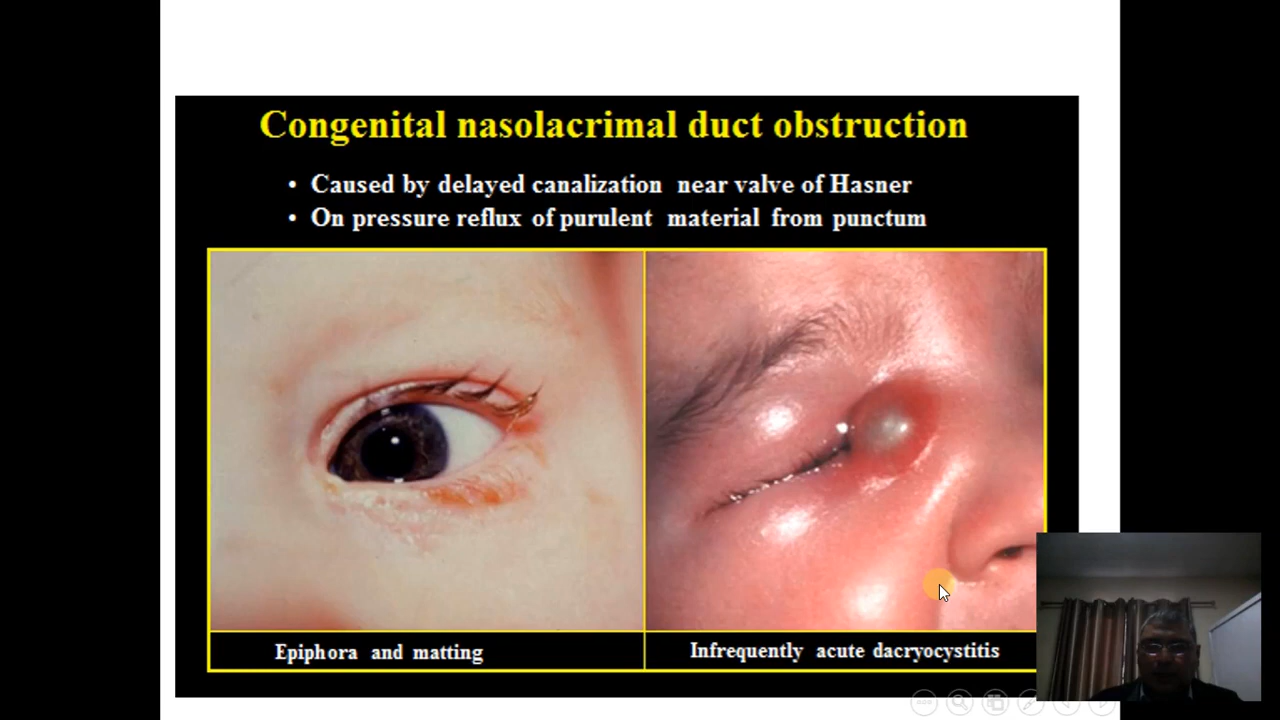 Congenital nasolacrimal duct obstruction
• Caused by delayed canalization near valve of Hasner
• On pressure reflux of purulent material from punctum
Epiphora and matting
Infrequently acute dacryocystitis